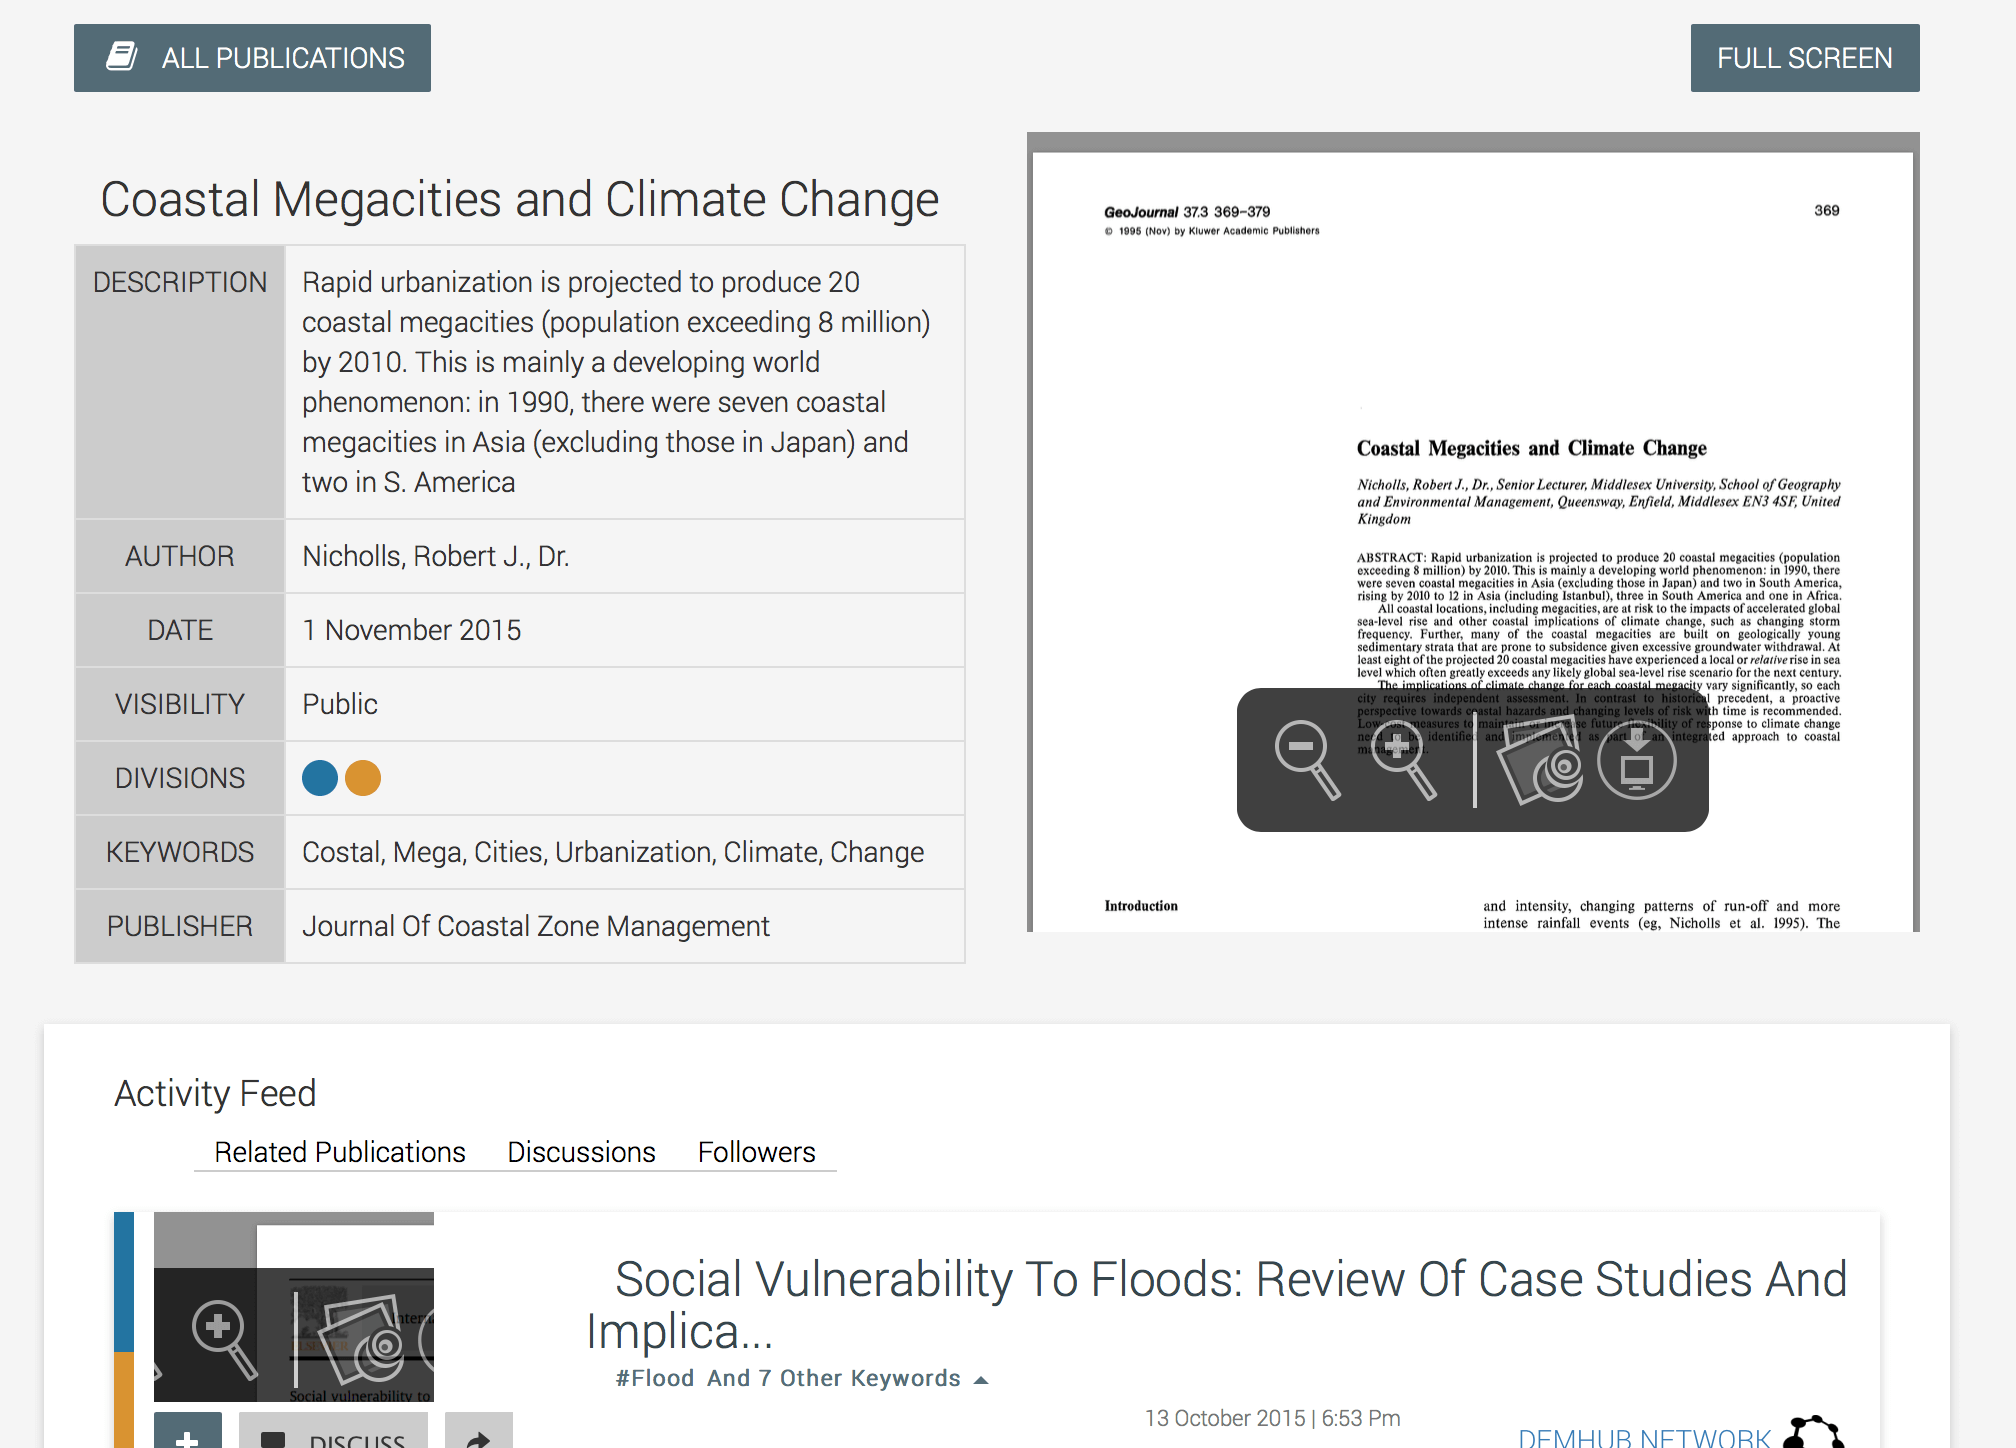 ALL PUBLICATIONS
FULL SCREEN
Coastal Megacities and Climate Change
DESCRIPTION
Rapid urbanization is projected to produce 20
coastal megacities (population exceeding 8 million)
by 2010. This is mainly a developing world
phenomenon: in 1990, there were seven coastal
megacities in Asia (excluding those in Japan) and
two in S. America
AUTHOR
Nicholls, Robert J., Dr.
DATE
1 November 2015
VISIBILITY
Public
DIVISIONS
KEYWORDS
Costal, Mega, Cities, Urbanization, Climate, Change
PUBLISHER
Journal Of Coastal Zone Management
GeoJournal 37.3 369–379
369
© 1995 (Nov) by Kluwer Academic Publishers
Coastal Megacities and Climate Change
Nicholls, Robert J., Dr., Senior Lecturer, Middlesex University, School of Geography
and Environmental Management, Queensway, Enfield, Middlesex EN3 4SF, United
Kingdom
ABSTRACT: Rapid urbanization is projected to produce 20 coastal megacities (population
exceeding 8 million) by 2010. This is mainly a developing world phenomenon: in 1990, there
were seven coastal megacities in Asia (excluding those in Japan) and two in South America,
rising by 2010 to 12 in Asia (including Istanbul), three in South America and one in Africa.
All coastal locations, including megacities, are at risk to the impacts of accelerated global
sea-level rise and other coastal implications of climate change, such as changing storm
frequency. Further, many of the coastal megacities are built on geologically young
sedimentary strata that are prone to subsidence given excessive groundwater withdrawal. At
least eight of the projected 20 coastal megacities have experienced a local or relative rise in sea
level which often greatly exceeds any likely global sea-level rise scenario for the next century.
The implications of climate change for each coastal megacity vary significantly, so each
city requires independent assessment. In contrast to historical precedent, a proactive
perspective towards coastal hazards and changing levels of risk with time is recommended.
Low-cost measures to maintain or increase future flexibility of response to climate change
need to be identified and implemented as part of an integrated approach to coastal
management.
Introduction
and intensity, changing patterns of run-off and more
intense rainfall events (eg, Nicholls et al. 1995). The
Activity Feed
Related Publications
Discussions
Followers
Intern
ELSEVIER
Social vulnerability to
Social Vulnerability To Floods: Review Of Case Studies And
Implica...
#Flood And 7 Other Keywords
13 October 2015 | 6:53 Pm
DISCUSS
DEMHUB NETWORK